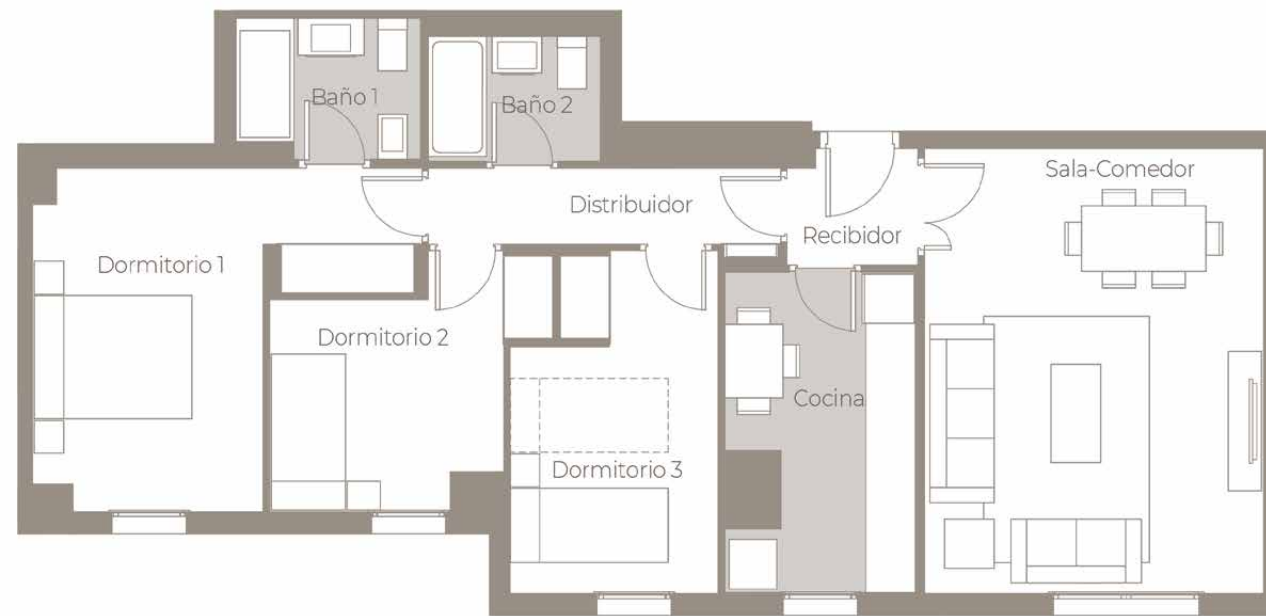 Baño 1
Baño 2
Sala-Comedor
Distribuidor
Recibidor
Dormitorio 1
Dormitorio 2
Cocina
Dormitorio 3